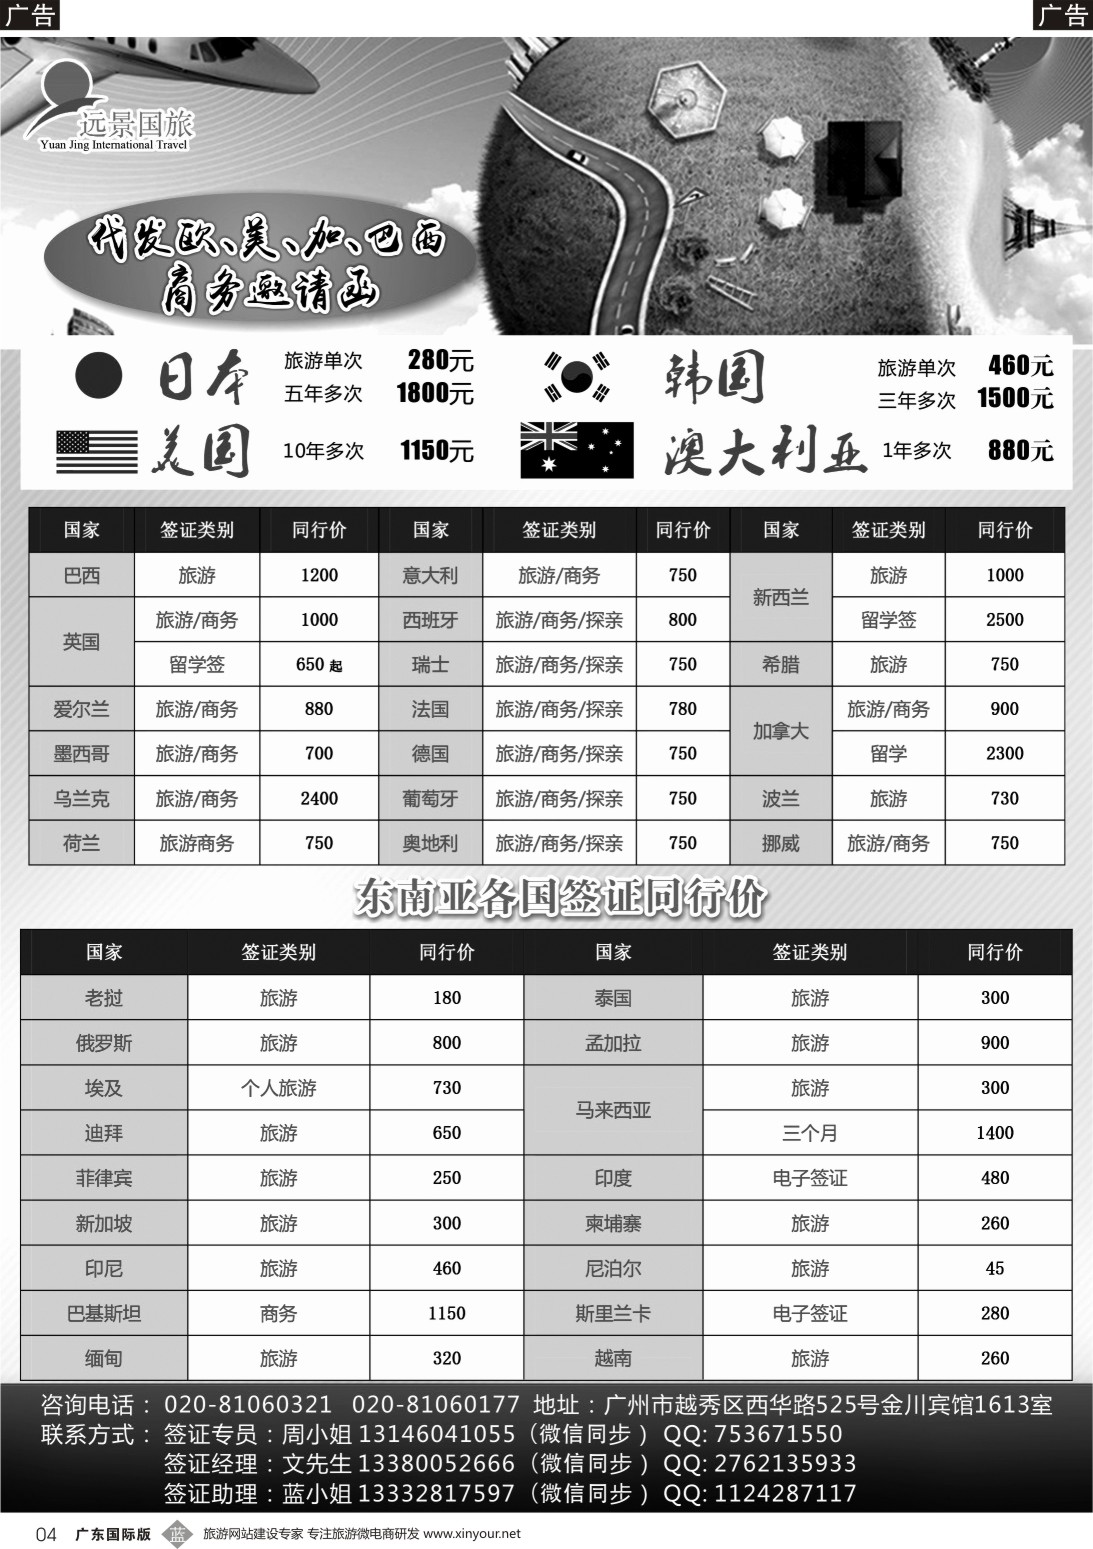 广告
广告
远景国旅
Yuan Jing International Travel
代发欧、美、加、巴西
商务邀请函
日本 旅游单次 280元
五年多次 1800元
韩国 旅游单次 460元
三年多次 1500元
美国 10年多次 1150元
澳大利亚 1年多次 880元
国家 签证类别 同行价 国家 签证类别 同行价 国家 签证类别 同行价
巴西 旅游 1200 意大利 旅游/商务 750 新西兰 旅游 1000
英国 旅游/商务 1000 西班牙 旅游/商务/探亲 800 留学签 2500
留学签 650 起 瑞士 旅游/商务/探亲 750 希腊 旅游 750
爱尔兰 旅游/商务 880 法国 旅游/商务/探亲 780 加拿大 旅游/商务 900
墨西哥 旅游/商务 700 德国 旅游/商务/探亲 750 留学 2300
乌兰克 旅游/商务 2400 葡萄牙 旅游/商务/探亲 750 波兰 旅游 730
荷兰 旅游商务 750 奥地利 旅游/商务/探亲 750 挪威 旅游/商务 750
东南亚各国签证同行价
国家 签证类别 同行价 国家 签证类别 同行价
老挝 旅游 180 泰国 旅游 300
俄罗斯 旅游 800 孟加拉 旅游 900
埃及 个人旅游 730 马来西亚 旅游 300
迪拜 旅游 650 三个月 1400
菲律宾 旅游 250 印度 电子签证 480
新加坡 旅游 300 柬埔寨 旅游 260
印尼 旅游 460 尼泊尔 旅游 45
巴基斯坦 商务 1150 斯里兰卡 电子签证 280
缅甸 旅游 320 越南 旅游 260
咨询电话： 020-81060321 020-81060177 地址：广州市越秀区西华路525号金川宾馆1613室
联系方式： 签证专员：周小姐 13146041055（微信同步） QQ: 753671550
签证经理：文先生 13380052666（微信同步） QQ: 2762135933
签证助理：蓝小姐 13332817597（微信同步） QQ: 1124287117
04 广东国际版 蓝 旅游网站建设专家 专注旅游微电商研发 www.xinyour.net